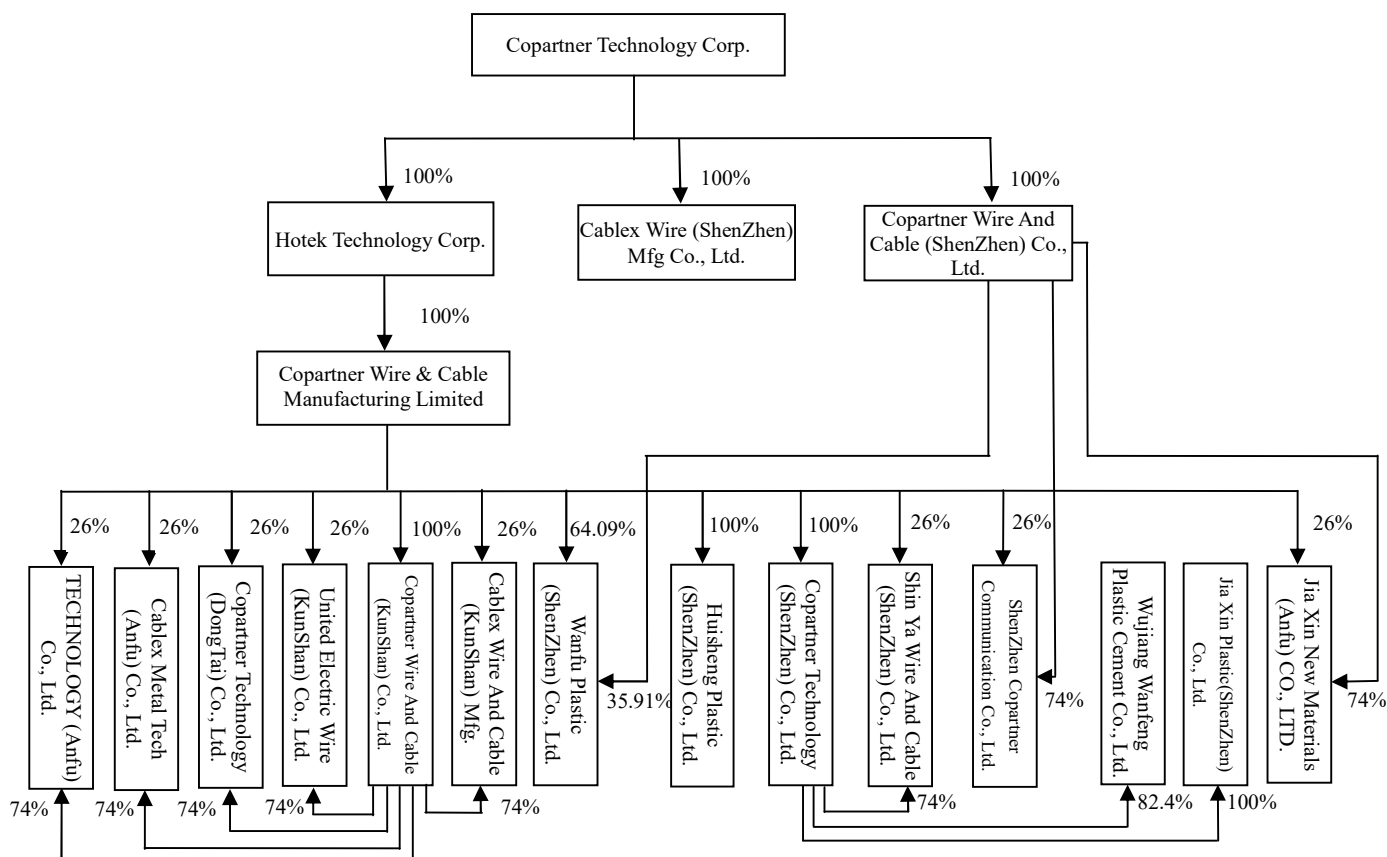 Copartner Technology Corp.
100%
100%
100%
Hotek Technology Corp.
Cablex Wire (ShenZhen)
Mfg Co., Ltd.
Copartner Wire And
Cable (ShenZhen) Co.,
Ltd.
100%
Copartner Wire & Cable
Manufacturing Limited
26%
26%
26%
26%
100%
26%
64.09%
100%
100%
26%
26%
26%
TECHNOLOGY (Anfu)
Co., Ltd.
Cablex Metal Tech
(Anfu) Co., Ltd.
Copartner Technology
(DongTai) Co., Ltd.
United Electric Wire
(KunShan) Co., Ltd.
Copartner Wire And Cable
(KunShan) Co., Ltd.
Cablex Wire And Cable
(KunShan) Mfg.
Wanfu Plastic
(ShenZhen) Co., Ltd.
35.91%
Huisheng Plastic
(ShenZhen) Co., Ltd.
Copartner Technology
(ShenZhen) Co., Ltd.
Shin Ya Wire And Cable
(ShenZhen) Co., Ltd.
ShenZhen Copartner
Communication Co., Ltd.
74%
Wujiang Wanfeng
Plastic Cement Co., Ltd.
Jia Xin Plastic(ShenZhen)
Co., Ltd.
Jia Xin New Materials
(Anfu) CO., LTD.
74%
74%
74%
74%
74%
74%
74%
82.4%
100%